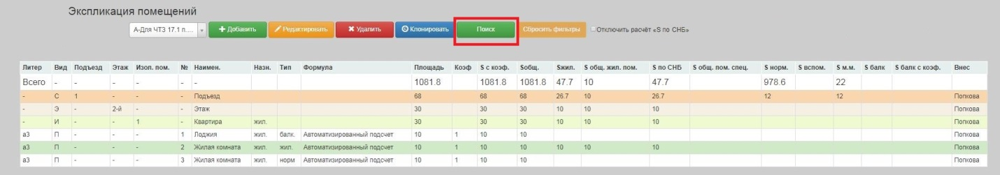 Экспликация помещений
А-Для ЧТЗ 17.1 п.... Добавить Редактировать Удалить Клонировать Поиск Сбросить фильтры Отключить расчёт «S по СНБ»
Литер Вид Подъезд Этаж Изол. пом. № Наимен. Назн. Тип Формула Площадь Коэф S с коэф. Sобщ. Sжил. S общ. жил. пом. S по СНБ S общ. пом. спец. S норм. S вспом. S м.м. S балк S балк с коэф. Внес
Всего - - - - - - 1081.8 1081.8 1081.8 47.7 10 47.7 978.6 22
- С 1 - - - Подъезд 68 68 68 26.7 10 26.7 12 12 Попкова
- Э - 2-й - - Этаж 30 30 30 10 10 10 Попкова
- И - - 1 - Квартира жил. 30 30 30 10 10 10 Попкова
а3 П - - - 1 Лоджия жил. балк. Автоматизированный подсчет 10 1 10 10 Попкова
а3 П - - - 2 Жилая комната жил. жил. Автоматизированный подсчет 10 1 10 10 10 10 10 Попкова
а3 П - - - 3 Жилая комната жил. норм Автоматизированный подсчет 10 1 10 10 Попкова